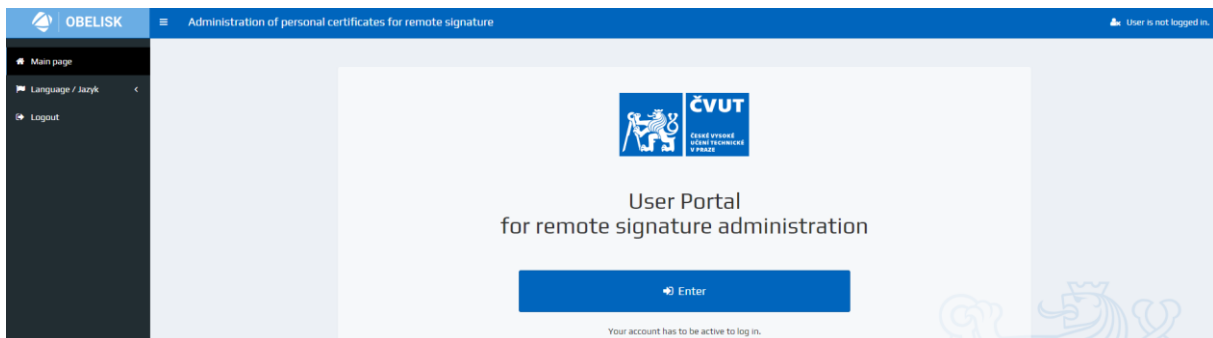 OBELISK
Administration of personal certificates for remote signature
User is not logged in.
Main page
Language / Jazyk
Logout
ČVUT
ČESKÉ VYSOKÉ
UČENÍ TECHNICKÉ
V PRAZE
User Portal
for remote signature administration
Enter
Your account has to be active to log in.